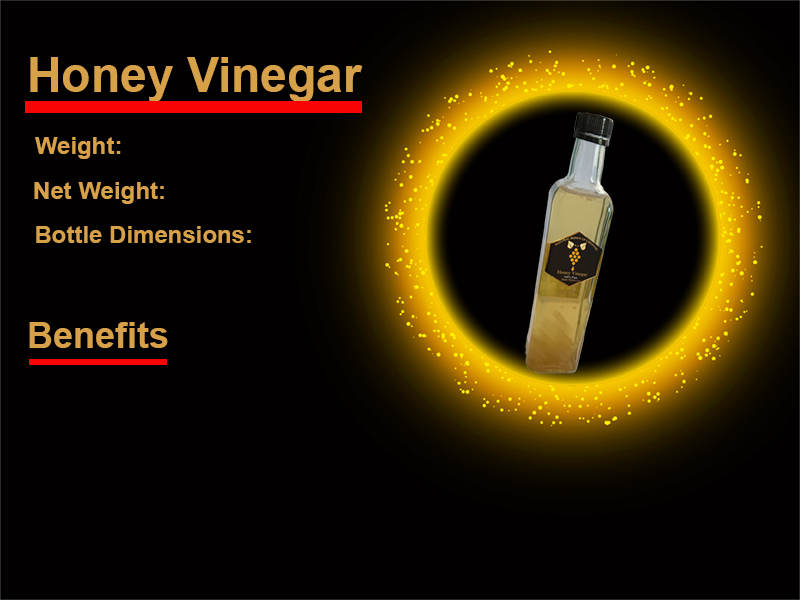 Honey Vinegar
Weight:
Net Weight:
Bottle Dimensions:
Honey Vinegar
Benefits